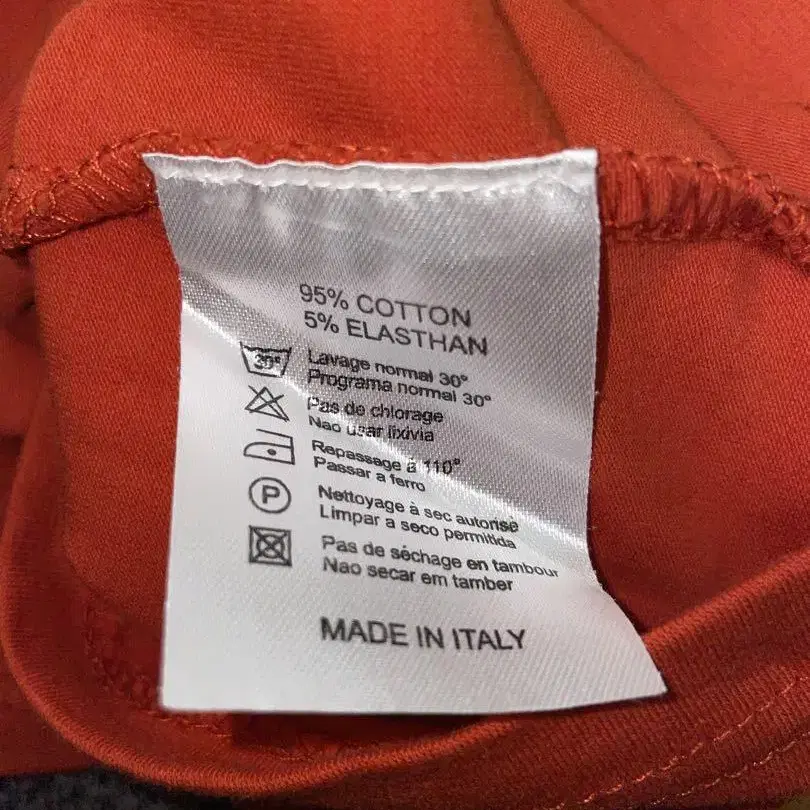 95% COTTON
5% ELASTHAN
30°
Lavage normal 30°
Programa normal 30°
Pas de chlorage
Nao usar lixivia
Repassage à 110°
Passar a ferro
P
Nettoyage à sec autorisé
Limpar a seco permitida
Pas de séchage en tambour
Nao secar em tamber
MADE IN ITALY